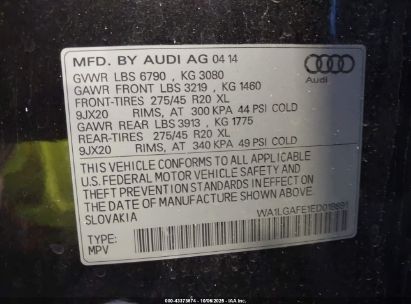 MFD. BY AUDI AG 04 14
GVWR LBS 6790 , KG 3080
GAWR FRONT LBS 3219 , KG 1460
FRONT-TIRES 275/45 R20 XL
9JX20 RIMS, AT 300 KPA 44 PSI COLD
GAWR REAR LBS 3913 , KG 1775
REAR-TIRES 275/45 R20 XL
9JX20 RIMS, AT 340 KPA 49 PSI COLD
Audi
THIS VEHICLE CONFORMS TO ALL APPLICABLE
U.S. FEDERAL MOTOR VEHICLE SAFETY AND
THEFT PREVENTION STANDARDS IN EFFECT ON
THE DATE OF MANUFACTURE SHOWN ABOVE.
SLOVAKIA
TYPE:
MPV